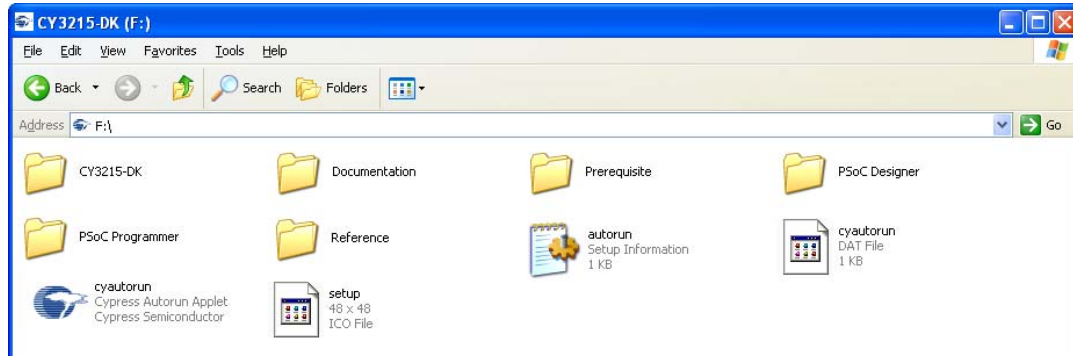 CY3215-DK (F:)
File Edit View Favorites Tools Help
Back Search Folders
Address F:\ Go
CY3215-DK
Documentation
Prerequisite
PSoC Designer
PSoC Programmer
Reference
autorun
Setup Information
1 KB
cyautorun
DAT File
1 KB
cyautorun
Cypress Autorun Applet
Cypress Semiconductor
setup
48 x 48
ICO File